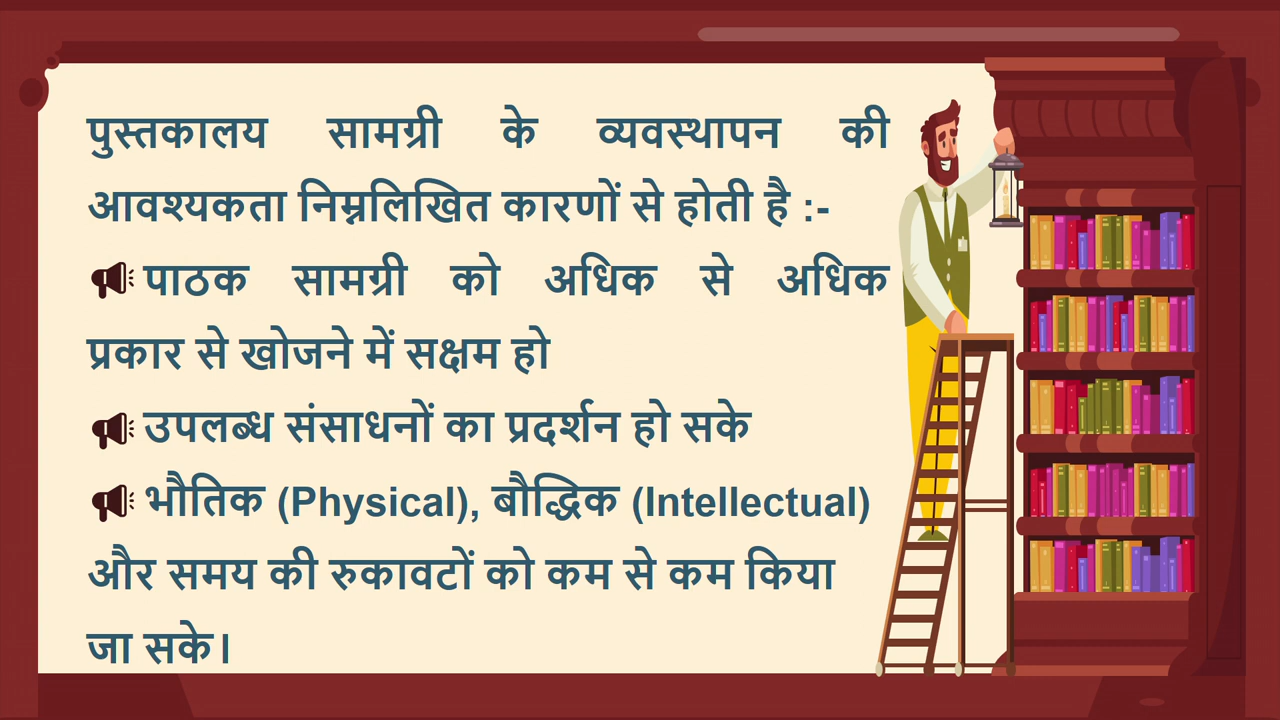 पुस्तकालय सामग्री के व्यवस्थापन की
आवश्यकता निम्नलिखित कारणों से होती है :-
पाठक सामग्री को अधिक से अधिक
प्रकार से खोजने में सक्षम हो
उपलब्ध संसाधनों का प्रदर्शन हो सके
भौतिक (Physical), बौद्धिक (Intellectual)
और समय की रुकावटों को कम से कम किया
जा सके।